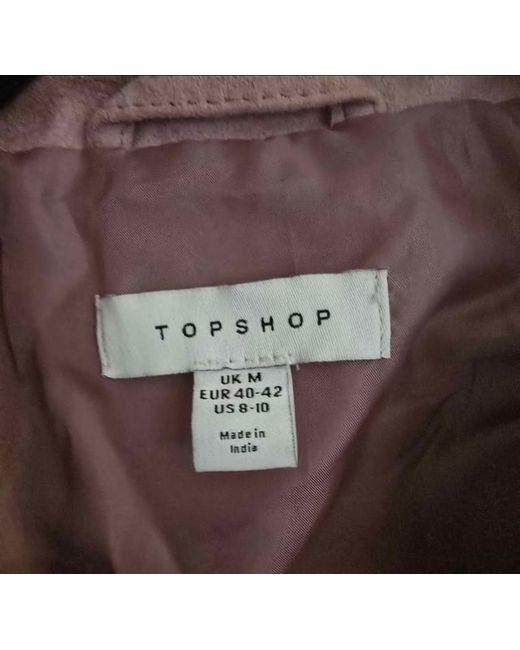 TOPSHOP
UK M
EUR 40-42
US 8-10
Made in
India